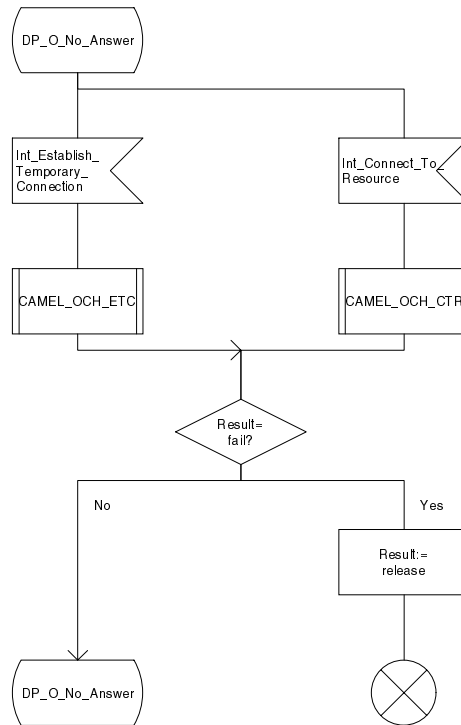 DP_O_No_Answer
Int_Establish_
Temporary_
Connection
Int_Connect_To_
Resource
CAMEL_OCH_ETC
CAMEL_OCH_CTR
Result=
fail?
No
Yes
Result:=
release
DP_O_No_Answer